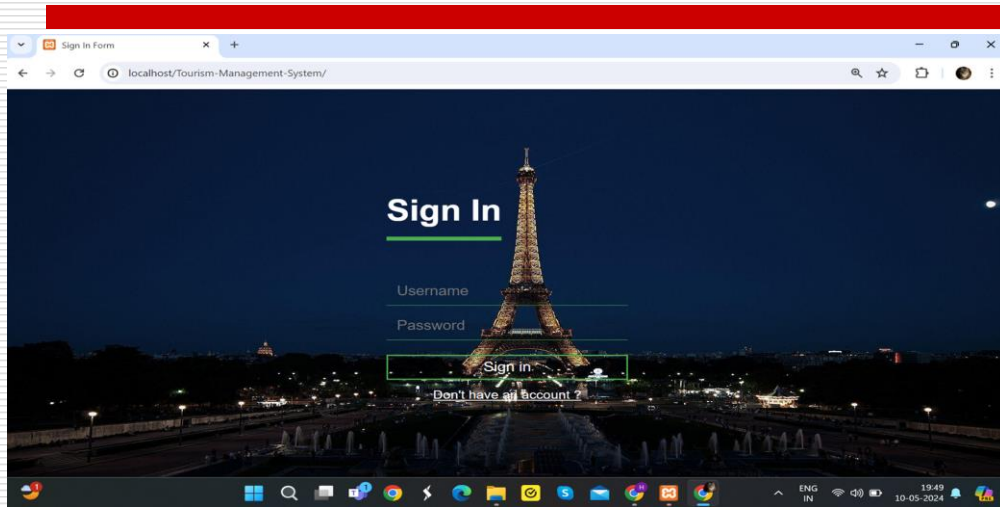 Sign In Form
localhost/Tourism-Management-System/
Sign In
Username
Password
Sign in
Don't have an account ?
ENG
IN
19:49
10-05-2024